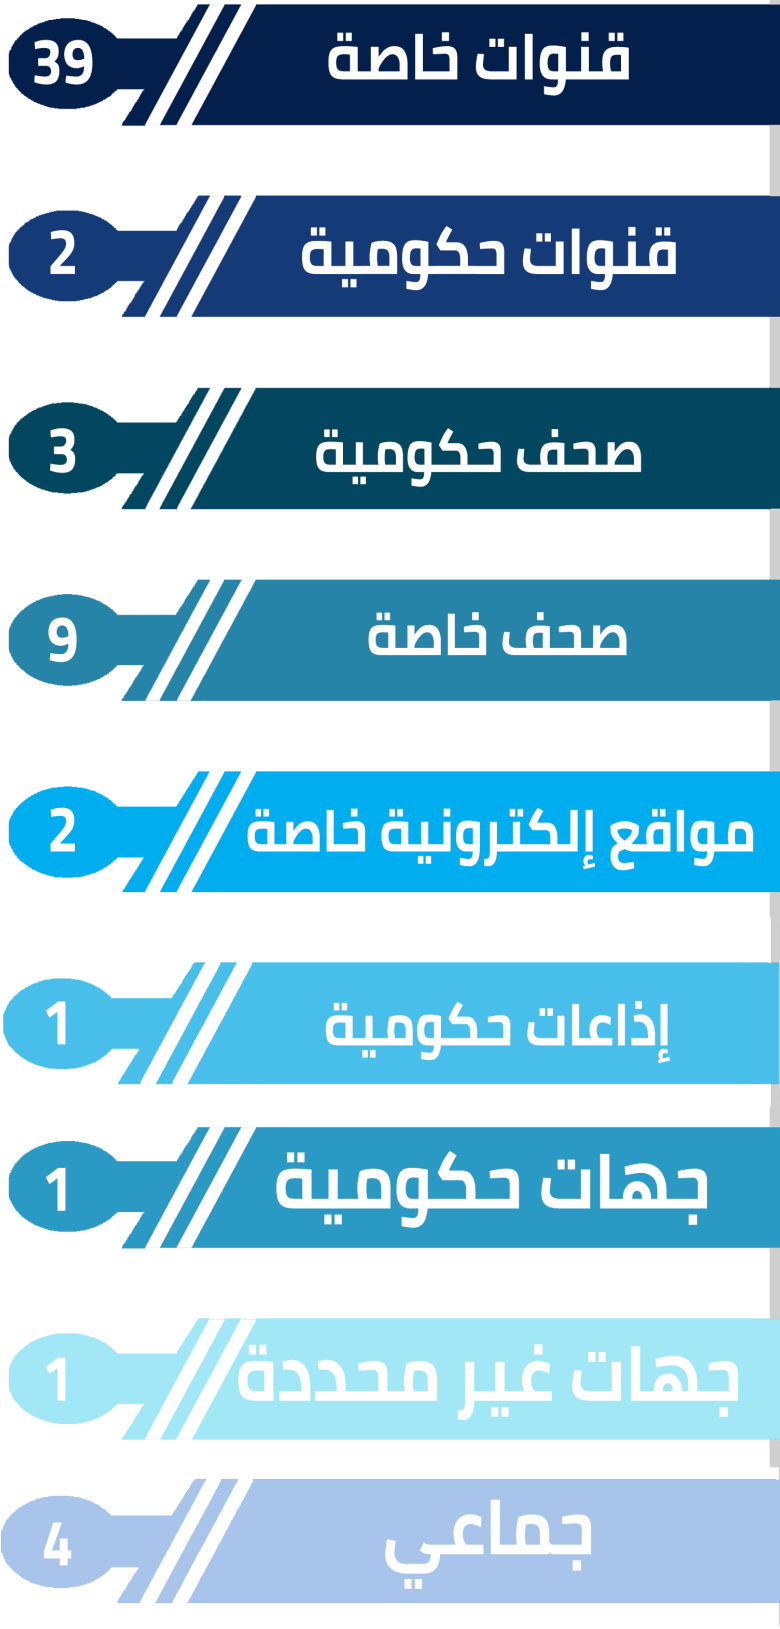 قنوات خاصة 39
قنوات حكومية 2
صحف حكومية 3
صحف خاصة 9
مواقع إلكترونية خاصة 2
إذاعات حكومية 1
جهات حكومية 1
جهات غير محددة 1
جماعي 4